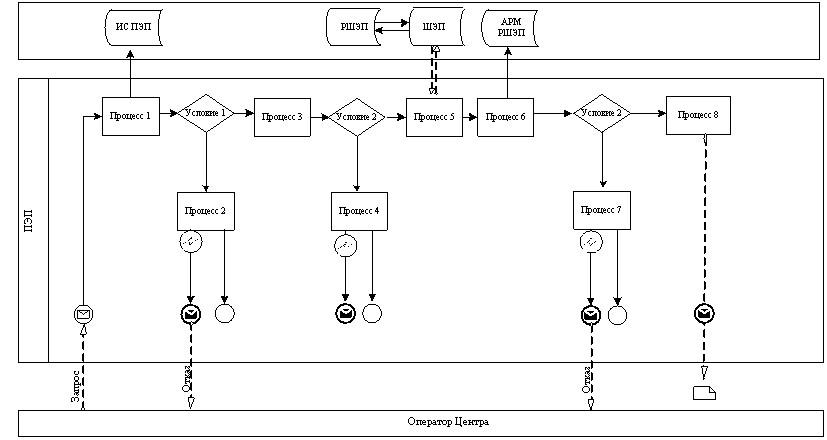 ИС ПЭП
РШЭП
ШЭП
АРМ
РШЭП
Процесс 1
Условие 1
Процесс 3
Условие 2
Процесс 5
Процесс 6
Условие 2
Процесс 8
Процесс 2
Процесс 4
Процесс 7
ПЭП
Запрос
Отказ
Отказ
Оператор Центра